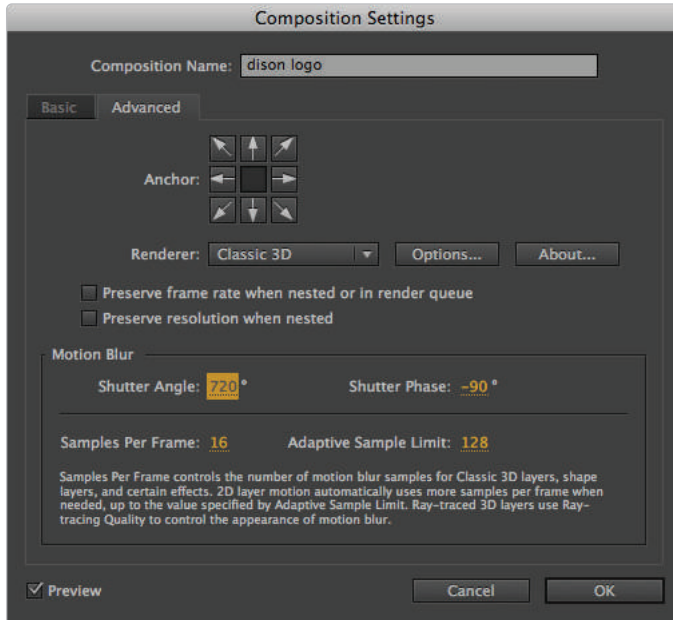 Composition Settings
Composition Name: dison logo
Basic Advanced
Anchor:
Renderer: Classic 3D Options... About...
Preserve frame rate when nested or in render queue
Preserve resolution when nested
Motion Blur
Shutter Angle: 720° Shutter Phase: -90°
Samples Per Frame: 16 Adaptive Sample Limit: 128
Samples Per Frame controls the number of motion blur samples for Classic 3D layers, shape
layers, and certain effects. 2D layer motion automatically uses more samples per frame when
needed, up to the value specified by Adaptive Sample Limit. Ray-traced 3D layers use Ray-
tracing Quality to control the appearance of motion blur.
Preview Cancel OK